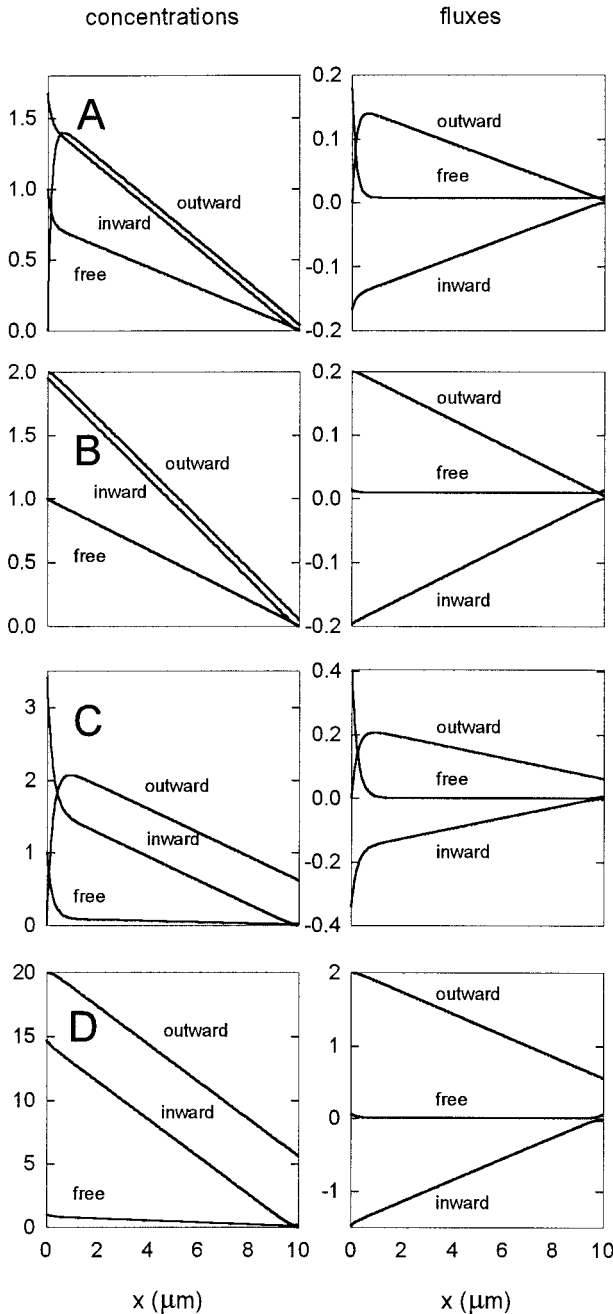 concentrations fluxes
A
1.5
1.0
0.5
0.0
outward
inward
free
0.2
0.1
0.0
-0.1
-0.2
outward
free
inward
B
2.0
1.5
1.0
0.5
0.0
outward
inward
free
0.2
0.1
0.0
-0.1
-0.2
outward
free
inward
C
3
2
1
0
outward
inward
free
0.4
0.2
0.0
-0.2
-0.4
outward
free
inward
D
20
15
10
5
0
outward
inward
free
0 2 4 6 8 10
x (μm)
2
1
0
-1
outward
free
inward
0 2 4 6 8 10
x (μm)